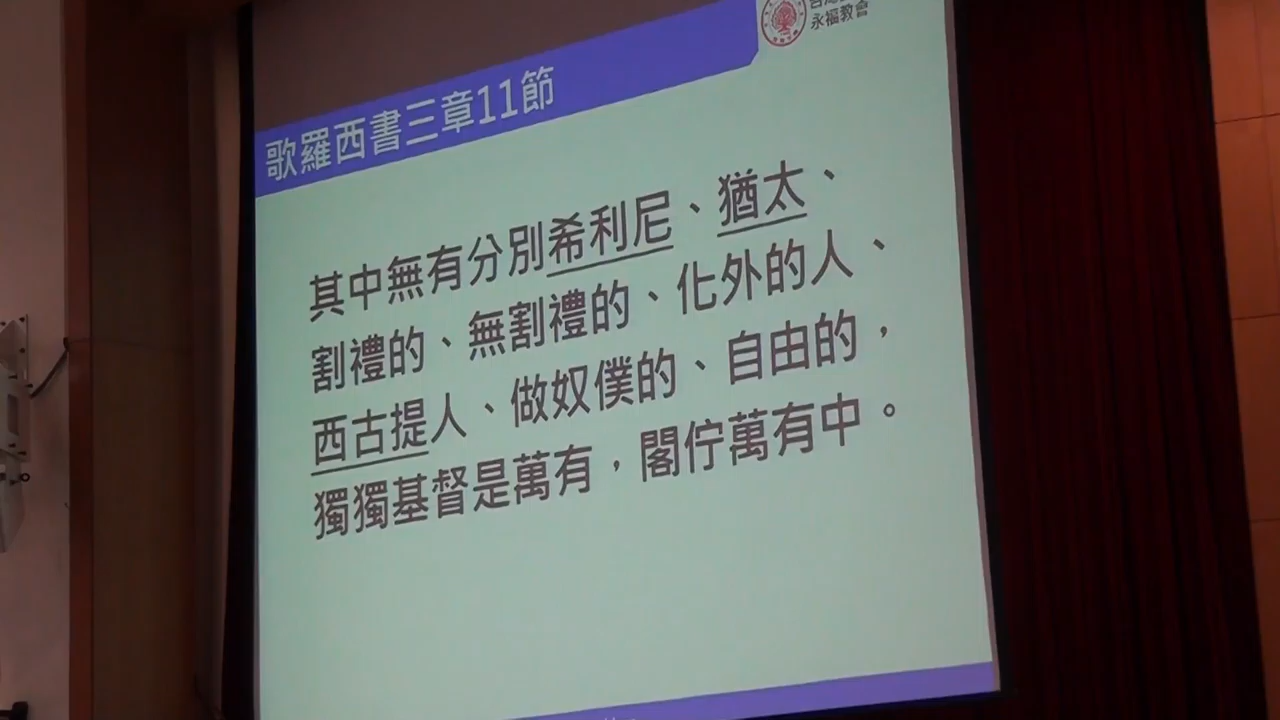 永福教會
歌羅西書三章11節
其中無有分別希利尼、猶太、
割禮的、無割禮的、化外的人、
西古提人、做奴僕的、自由的，
獨獨基督是萬有，閣佇萬有中。